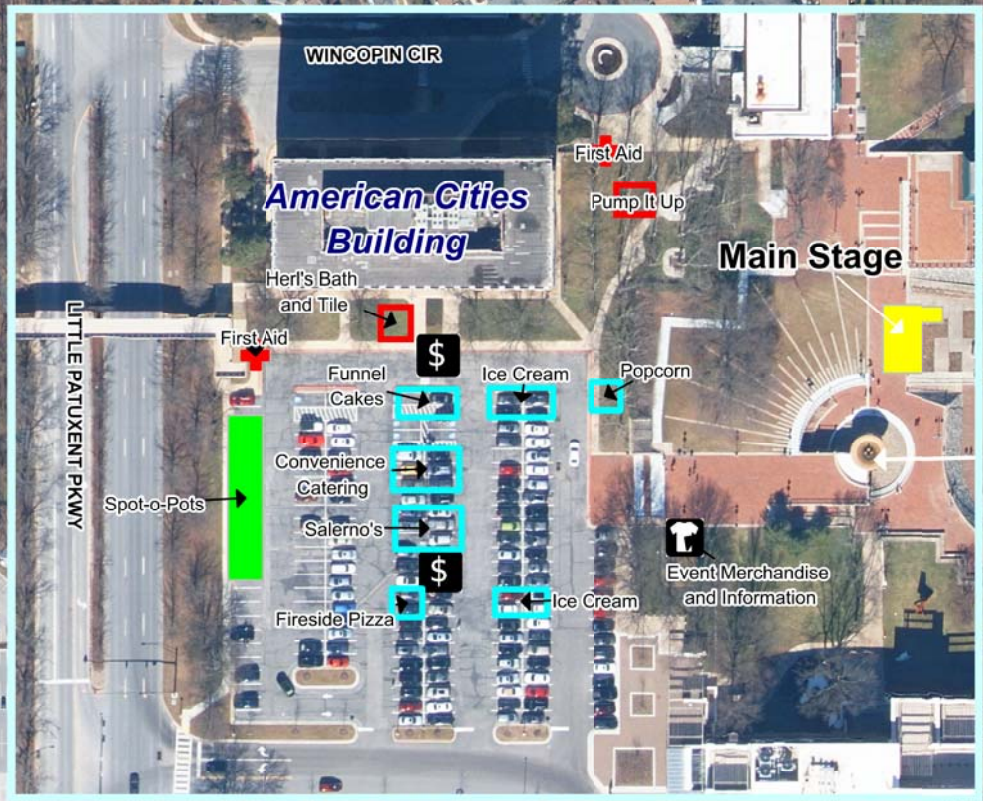 WINCOPIN CIR
First Aid
Pump It Up
American Cities
Building
Main Stage
Herl's Bath
and Tile
LITTLE PATUXENT PKWY
First Aid
$
Funnel
Cakes
Ice Cream
Popcorn
Convenience
Catering
Spot-o-Pots
Salerno's
$
Event Merchandise
and Information
Ice Cream
Fireside Pizza